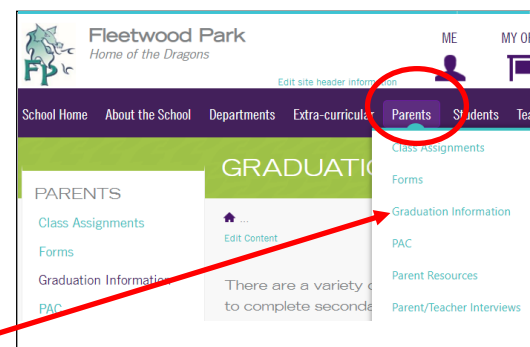 Fleetwood Park
Home of the Dragons
FP
ME
MY
Edit site header information
School Home About the School Departments Extra-curricular Parents Students
GRADUATIO
PARENTS
Class Assignments
Forms
Graduation Information
PAC
...
Edit Content
There are a variety
to complete seconda
Class Assignments
Forms
Graduation Information
PAC
Parent Resources
Parent/Teacher Interviews